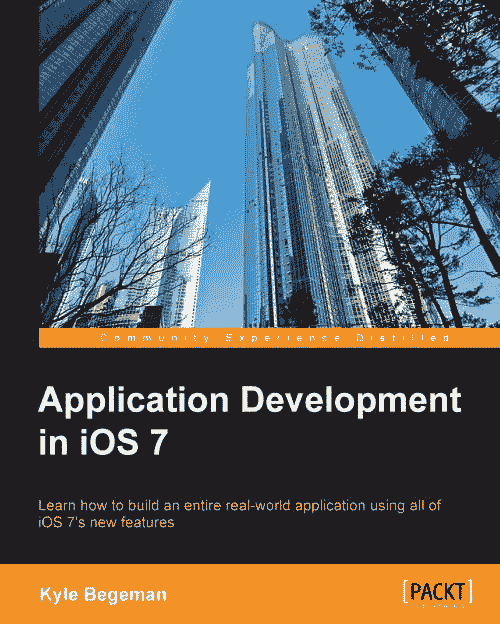 Community Experience Distilled
Application Development
in iOS 7
Learn how to build an entire real-world application using all of
iOS 7's new features
Kyle Begeman
[PACKT]